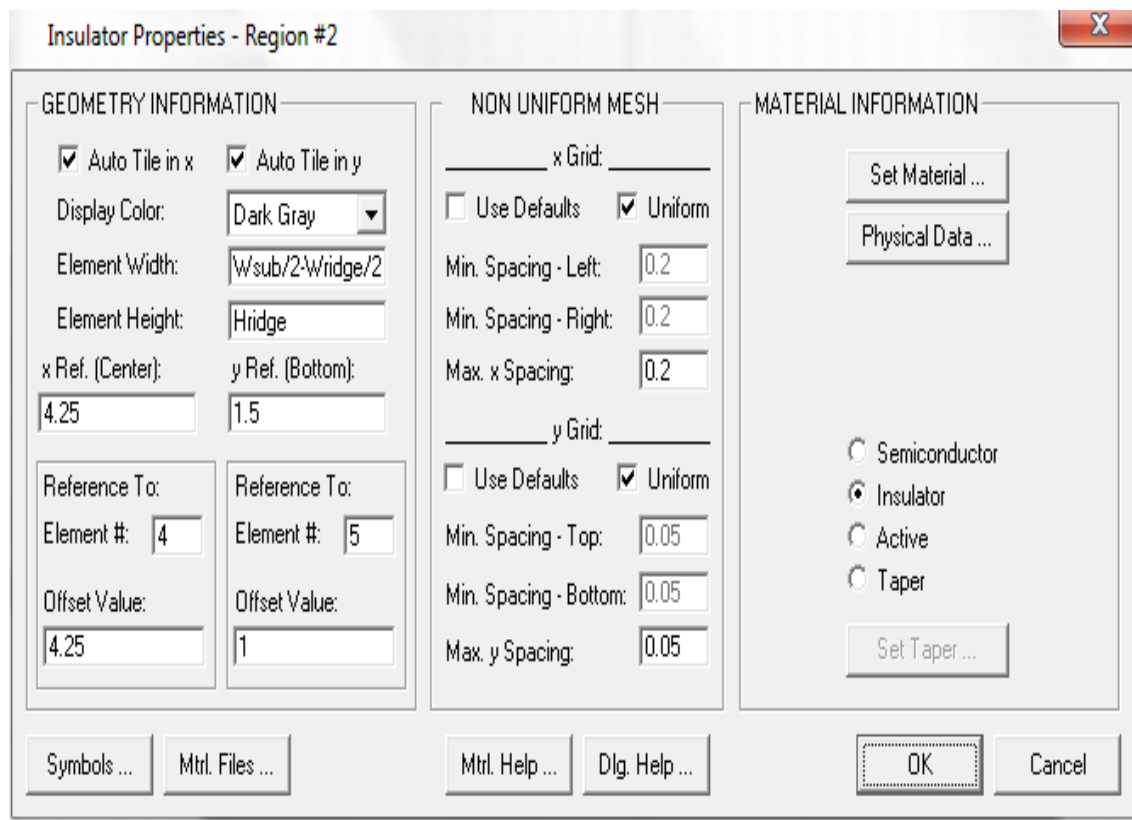 Insulator Properties - Region #2
X
GEOMETRY INFORMATION
Auto Tile in x
Auto Tile in y
Display Color:
Dark Gray
Element Width:
Wsub/2-Wridge/2
Element Height:
Hridge
x Ref. (Center):
y Ref. (Bottom):
4.25
1.5
Reference To:
Element #:
4
Offset Value:
4.25
Reference To:
Element #:
5
Offset Value:
1
NON UNIFORM MESH
x Grid:
Use Defaults
Uniform
Min. Spacing - Left:
0.2
Min. Spacing - Right:
0.2
Max. x Spacing:
0.2
y Grid:
Use Defaults
Uniform
Min. Spacing - Top:
0.05
Min. Spacing - Bottom:
0.05
Max. y Spacing:
0.05
MATERIAL INFORMATION
Set Material ...
Physical Data ...
Semiconductor
Insulator
Active
Taper
Set Taper ...
Symbols ...
Mtrl. Files ...
Mtrl. Help ...
Dlg. Help ...
OK
Cancel